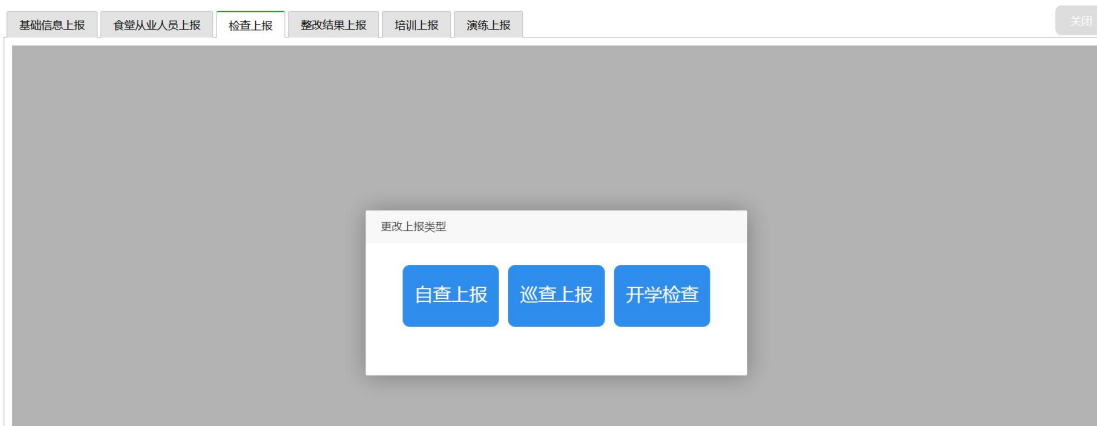 基础信息上报 食堂从业人员上报 检查上报 整改结果上报 培训上报 演练上报 关闭
更改上报类型
自查上报 巡查上报 开学检查